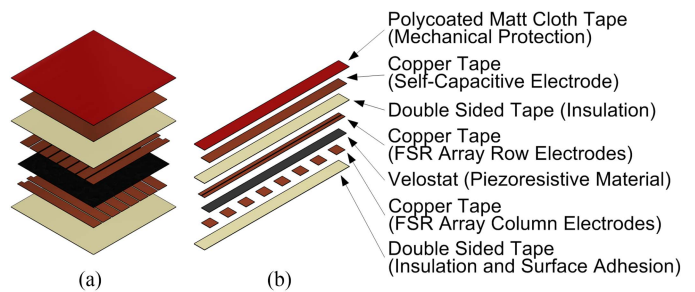 Polycoated Matt Cloth Tape
(Mechanical Protection)
Copper Tape
(Self-Capacitive Electrode)
Double Sided Tape (Insulation)
Copper Tape
(FSR Array Row Electrodes)
Velostat (Piezoresistive Material)
Copper Tape
(FSR Array Column Electrodes)
Double Sided Tape
(Insulation and Surface Adhesion)
(a)
(b)